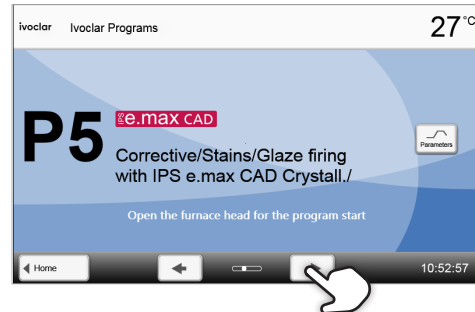 ivoclar
Ivoclar Programs
27°C
P5
IPS e.max CAD
Parameters
Corrective/Stains/Glaze firing
with IPS e.max CAD Crystall./
Open the furnace head for the program start
Home
10:52:57